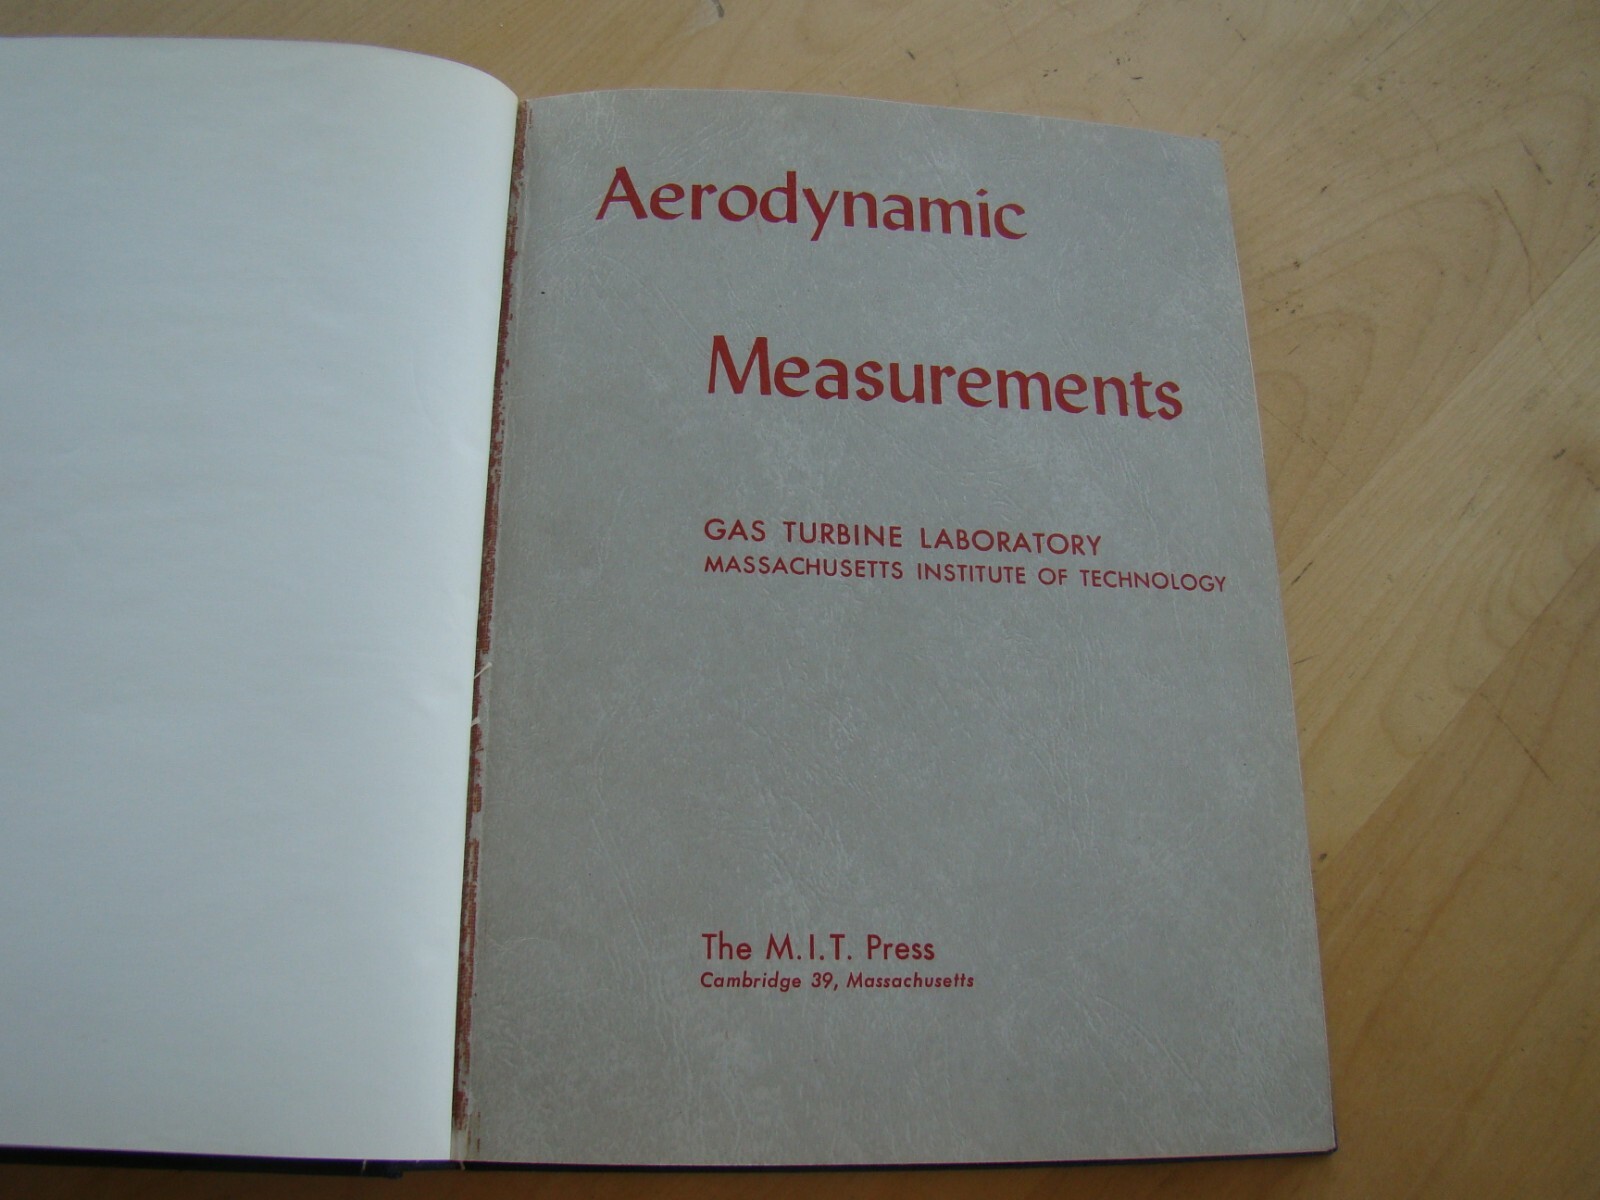 Aerodynamic
Measurements
GAS TURBINE LABORATORY
MASSACHUSETTS INSTITUTE OF TECHNOLOGY
The M.I.T. Press
Cambridge 39, Massachusetts